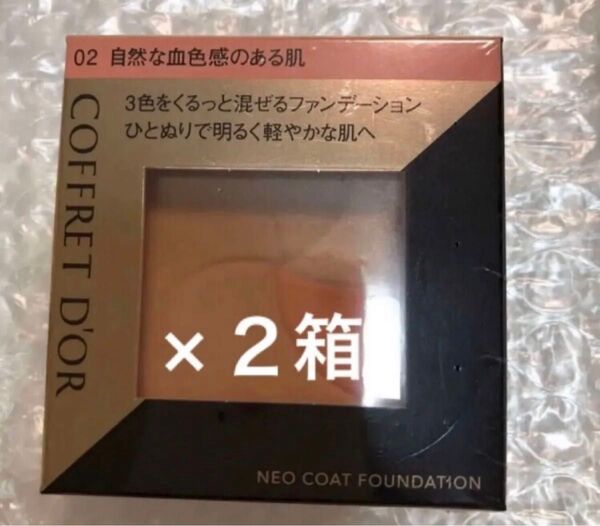 02 自然な血色感のある肌
3色をくるっと混ぜるファンデーション
ひとぬりで明るく軽やかな肌へ
COFFRET D'OR
×2箱
NEO COAT FOUNDATION